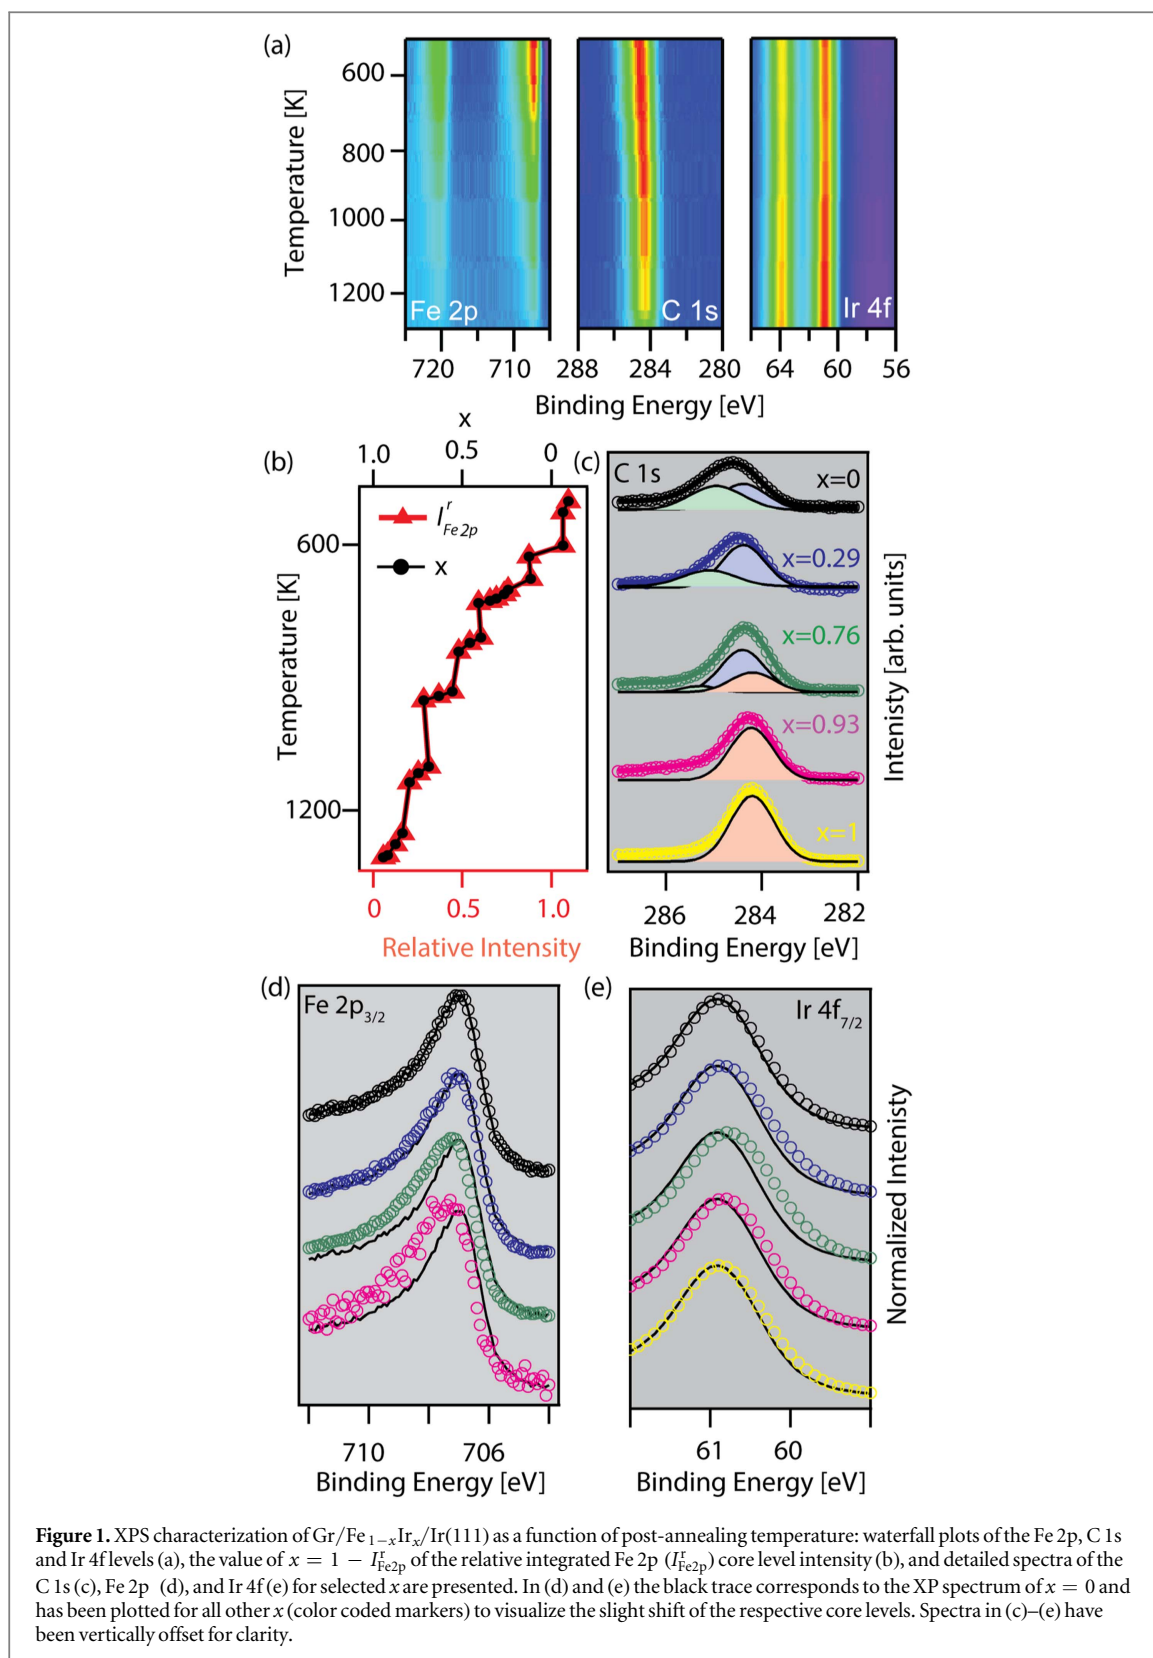 (a)
Temperature [K]
600
800
1000
1200
Fe 2p
C 1s
Ir 4f
720 710 288 284 280 64 60 56
Binding Energy [eV]
x
1.0 0.5 0
(b)
I^r_Fe 2p
x
Temperature [K]
600
1200
0 0.5 1.0
Relative Intensity
(c)
C 1s
x=0
x=0.29
x=0.76
x=0.93
x=1
Intenisty [arb. units]
286 284 282
Binding Energy [eV]
(d)
Fe 2p3/2
710 706
Binding Energy [eV]
(e)
Ir 4f7/2
Normalized Intenisty
61 60
Binding Energy [eV]
Figure 1. XPS characterization of Gr/Fe1−xIrx/Ir(111) as a function of post-annealing temperature: waterfall plots of the Fe 2p, C 1s
and Ir 4f levels (a), the value of x = 1 − I^r_Fe2p of the relative integrated Fe 2p (I^r_Fe2p) core level intensity (b), and detailed spectra of the
C 1s (c), Fe 2p (d), and Ir 4f (e) for selected x are presented. In (d) and (e) the black trace corresponds to the XP spectrum of x = 0 and
has been plotted for all other x (color coded markers) to visualize the slight shift of the respective core levels. Spectra in (c)–(e) have
been vertically offset for clarity.